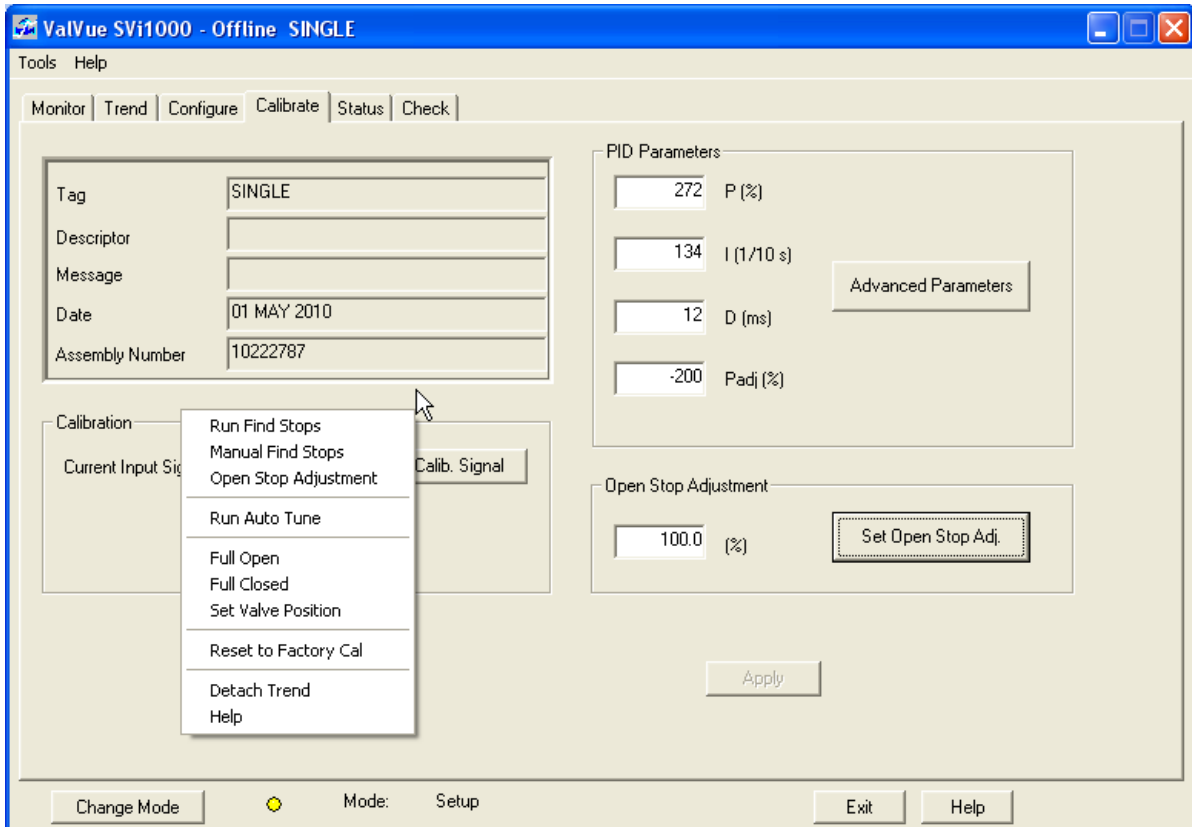 ValVue SVi1000 - Offline SINGLE
Tools Help
Monitor Trend Configure Calibrate Status Check
Tag SINGLE
Descriptor
Message
Date 01 MAY 2010
Assembly Number 10222787
PID Parameters
272 P (%)
134 I (1/10 s)
12 D (ms)
-200 Padj (%)
Advanced Parameters
Calibration
Current Input Sig
Calib. Signal
Run Find Stops
Manual Find Stops
Open Stop Adjustment
Run Auto Tune
Full Open
Full Closed
Set Valve Position
Reset to Factory Cal
Detach Trend
Help
Open Stop Adjustment
100.0 (%)
Set Open Stop Adj.
Apply
Change Mode
Mode: Setup
Exit
Help